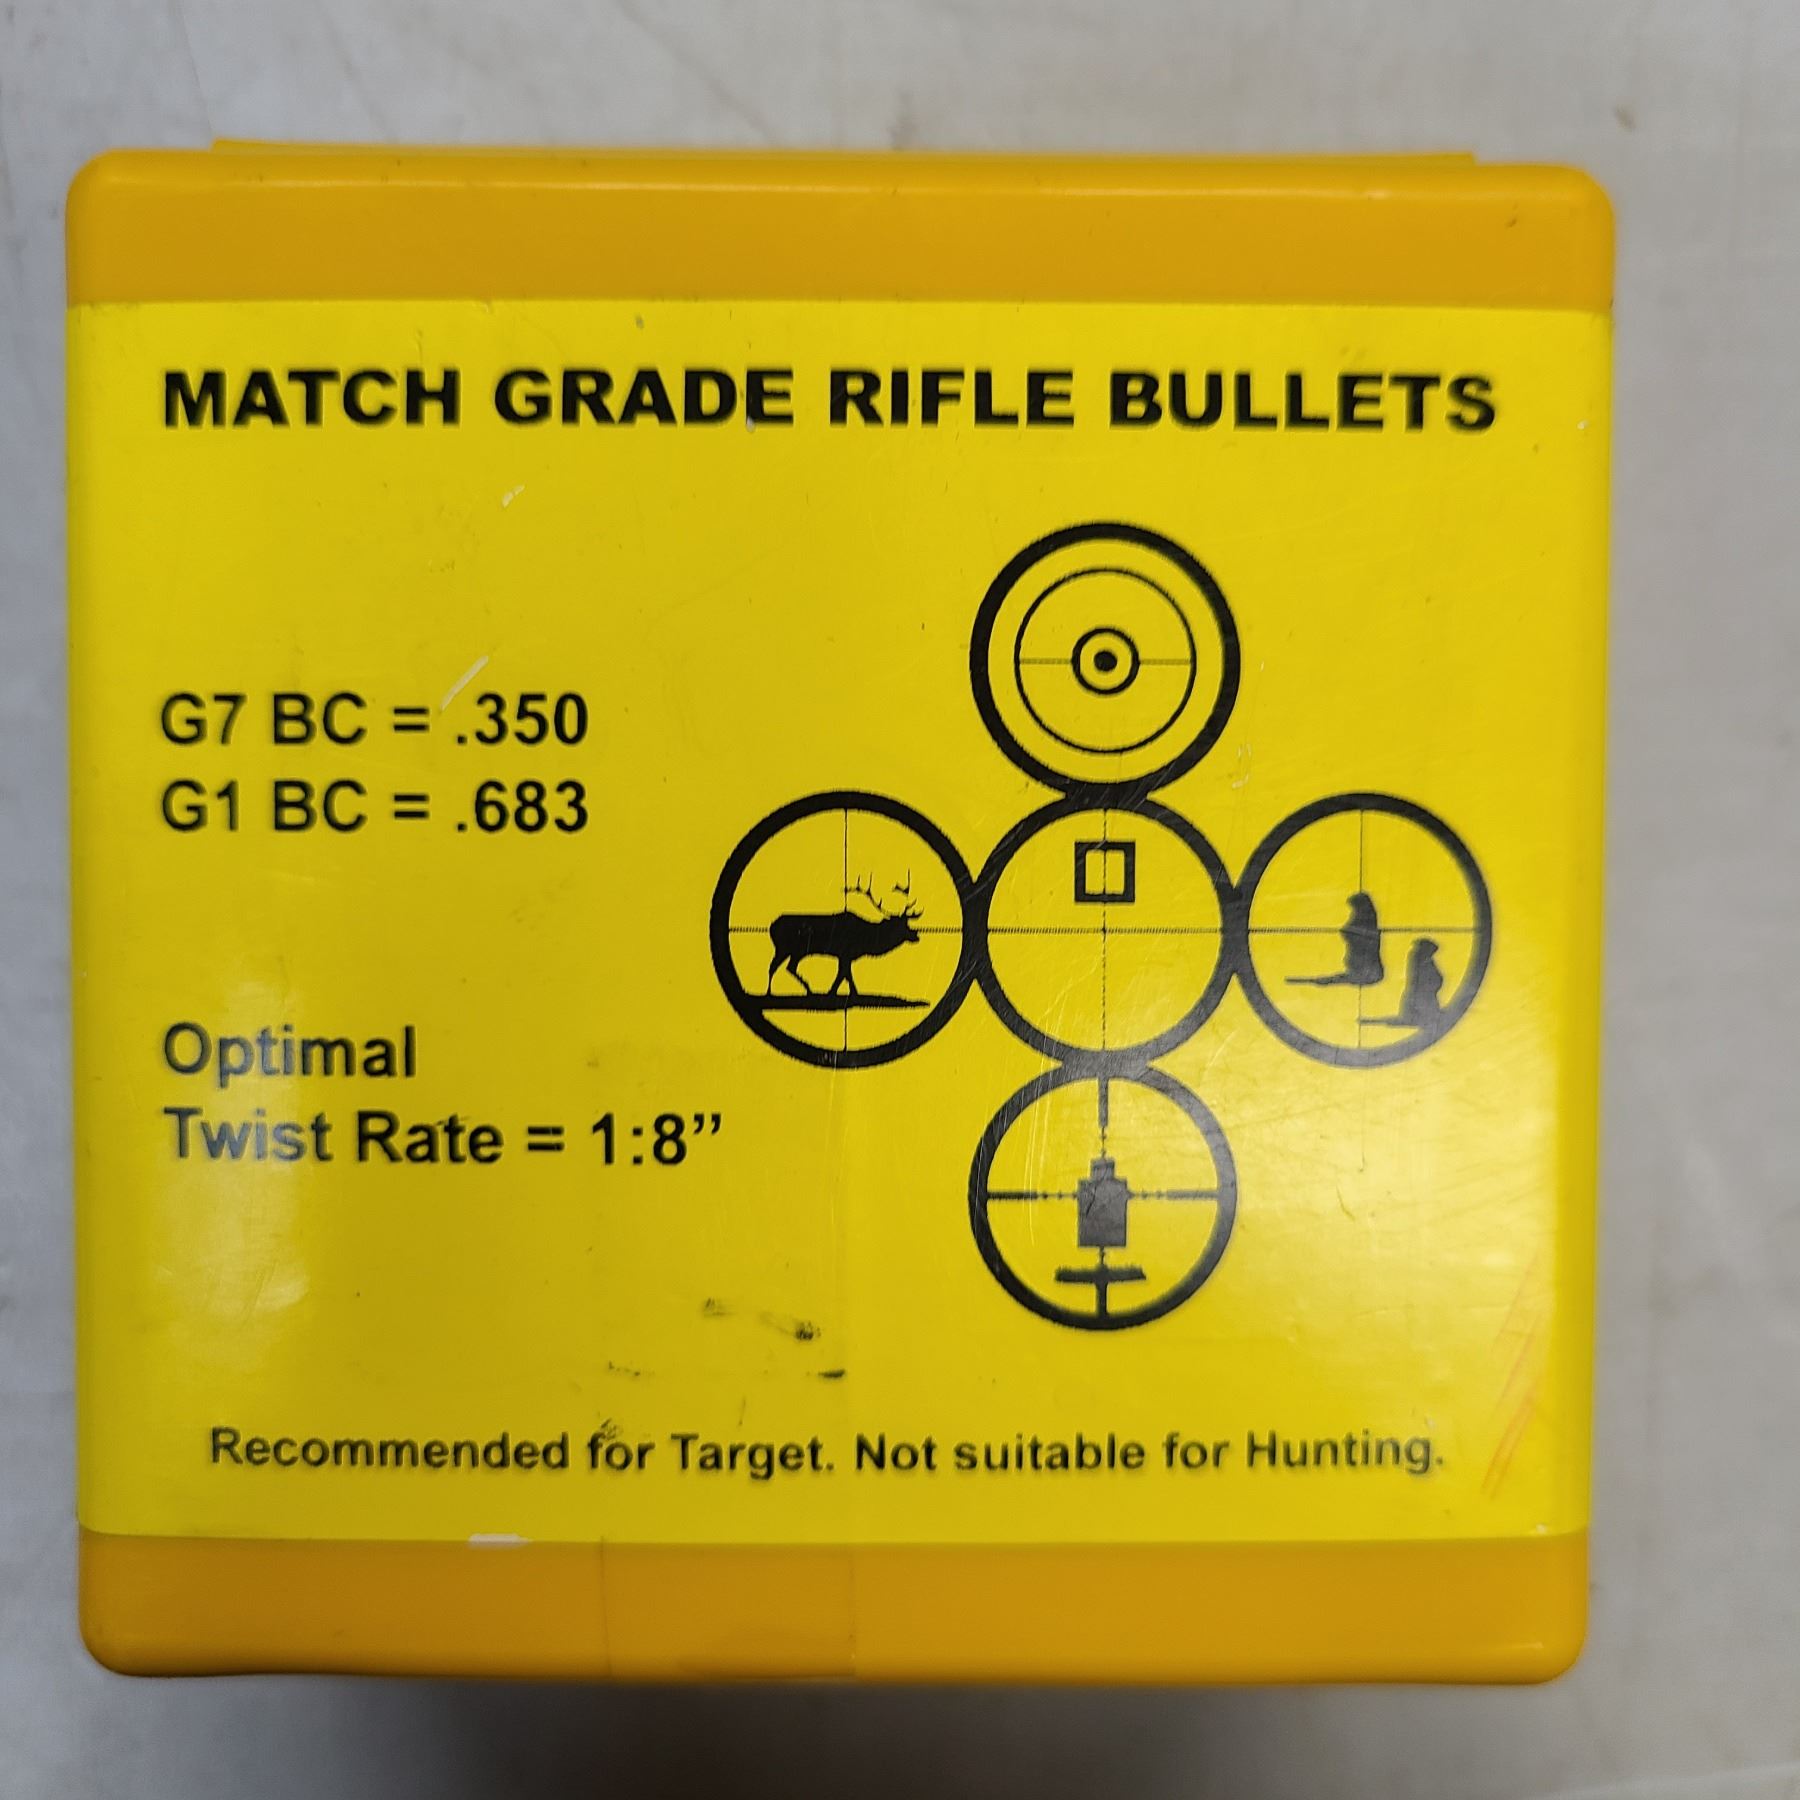 MATCH GRADE RIFLE BULLETS
G7 BC = .350
G1 BC = .683
Optimal
Twist Rate = 1:8”
Recommended for Target. Not suitable for Hunting.